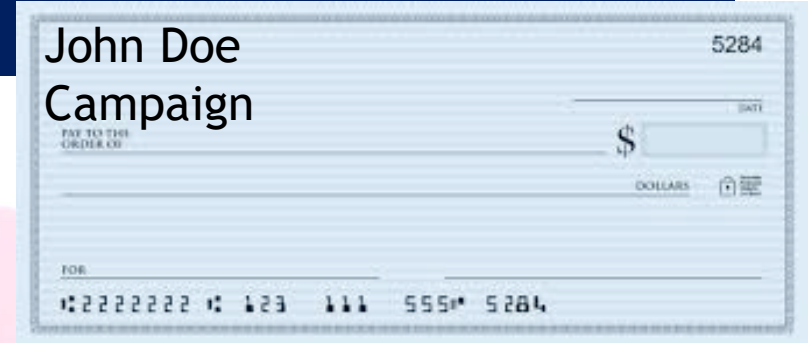 John Doe
5284
Campaign
DATE
PAY TO THE
ORDER OF
$
DOLLARS
FOR
⑆2222222⑆ 123 111 555⑈ 5284